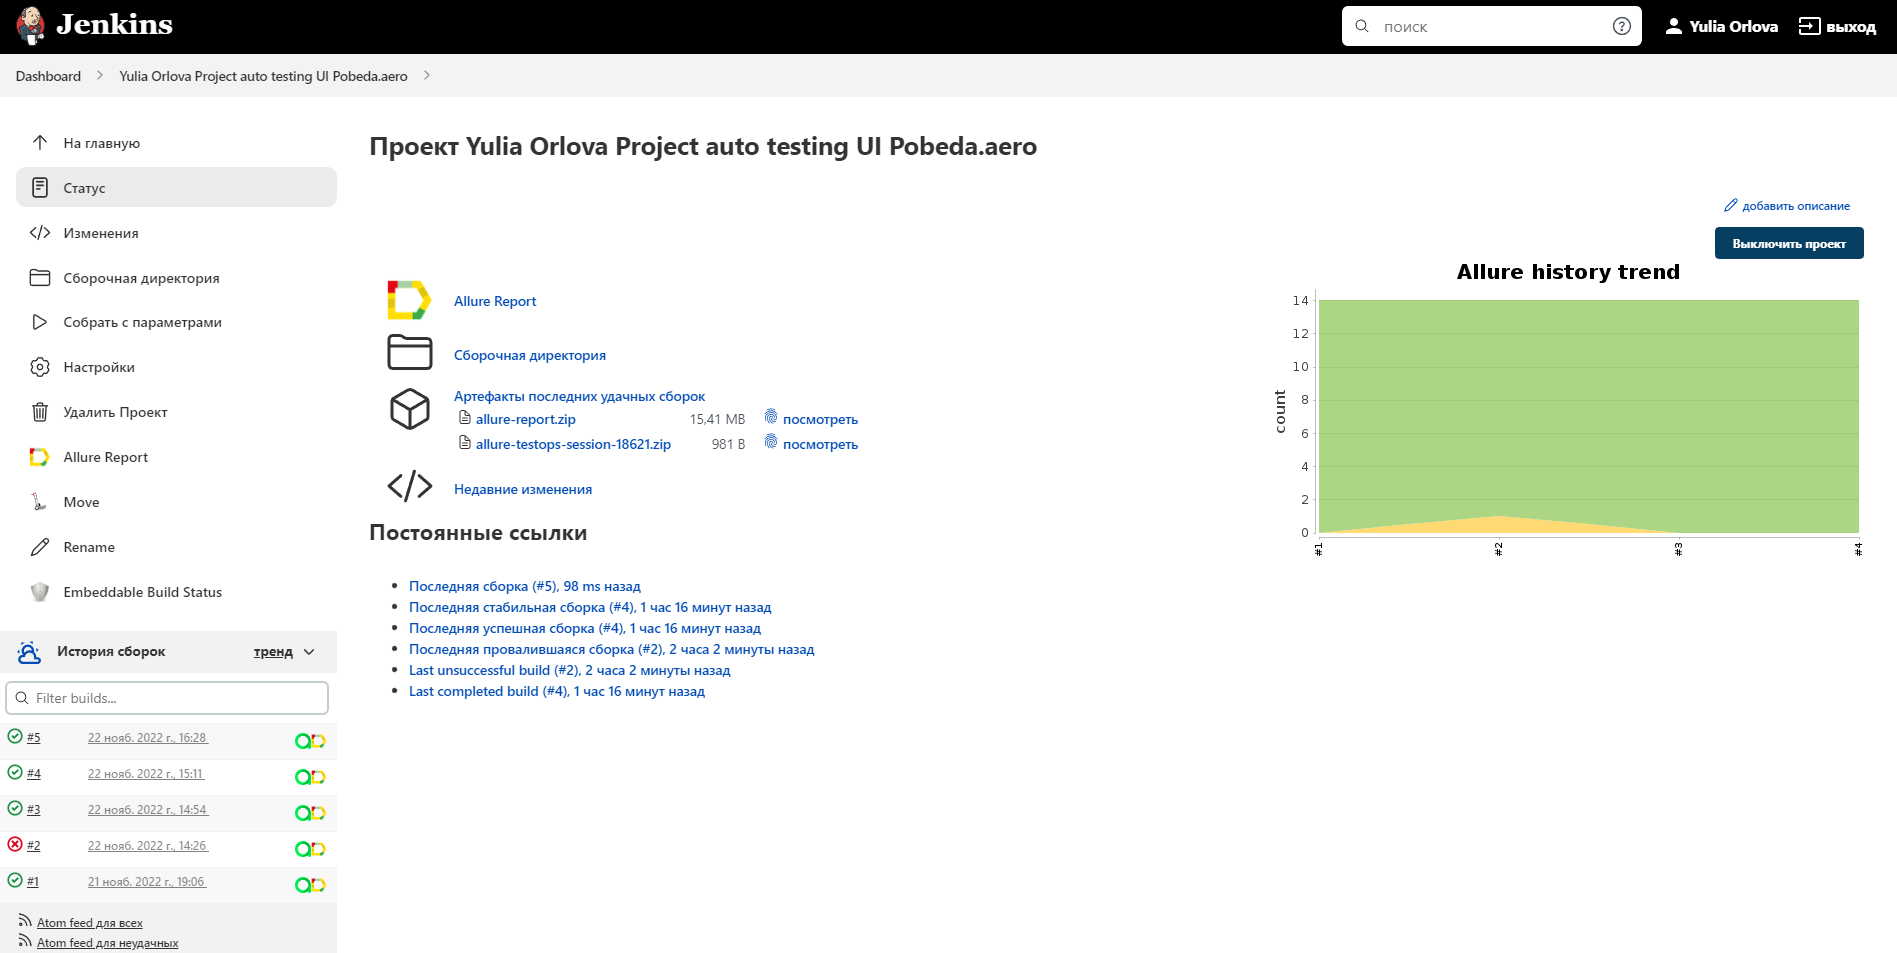 Jenkins
поиск
Yulia Orlova
выход
Dashboard
Yulia Orlova Project auto testing UI Pobeda.aero
На главную
Статус
Изменения
Сборочная директория
Собрать с параметрами
Настройки
Удалить Проект
Allure Report
Move
Rename
Embeddable Build Status
История сборок
тренд
Filter builds...
#5 22 нояб. 2022 г., 16:28
#4 22 нояб. 2022 г., 15:11
#3 22 нояб. 2022 г., 14:54
#2 22 нояб. 2022 г., 14:26
#1 21 нояб. 2022 г., 19:06
Atom feed для всех
Atom feed для неудачных
Проект Yulia Orlova Project auto testing UI Pobeda.aero
добавить описание
Выключить проект
Allure Report
Сборочная директория
Артефакты последних удачных сборок
allure-report.zip 15,41 MB посмотреть
allure-testops-session-18621.zip 981 B посмотреть
Недавние изменения
Постоянные ссылки
Последняя сборка (#5), 98 ms назад
Последняя стабильная сборка (#4), 1 час 16 минут назад
Последняя успешная сборка (#4), 1 час 16 минут назад
Последняя провалившаяся сборка (#2), 2 часа 2 минуты назад
Last unsuccessful build (#2), 2 часа 2 минуты назад
Last completed build (#4), 1 час 16 минут назад
Allure history trend
count
14
12
10
8
6
4
2
0
#1
#2
#3
#4